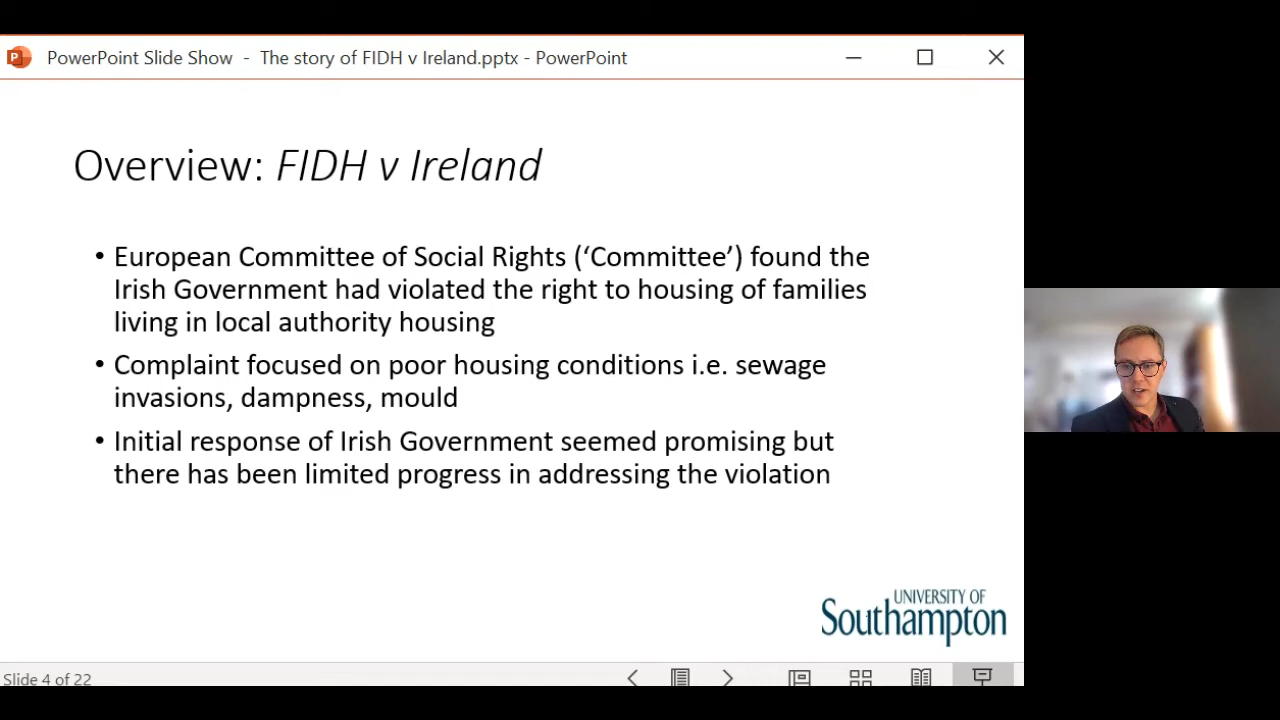 PowerPoint Slide Show - The story of FIDH v Ireland.pptx - PowerPoint
Overview: FIDH v Ireland
• European Committee of Social Rights (‘Committee’) found the
Irish Government had violated the right to housing of families
living in local authority housing
• Complaint focused on poor housing conditions i.e. sewage
invasions, dampness, mould
• Initial response of Irish Government seemed promising but
there has been limited progress in addressing the violation
UNIVERSITY OF
Southampton
Slide 4 of 22